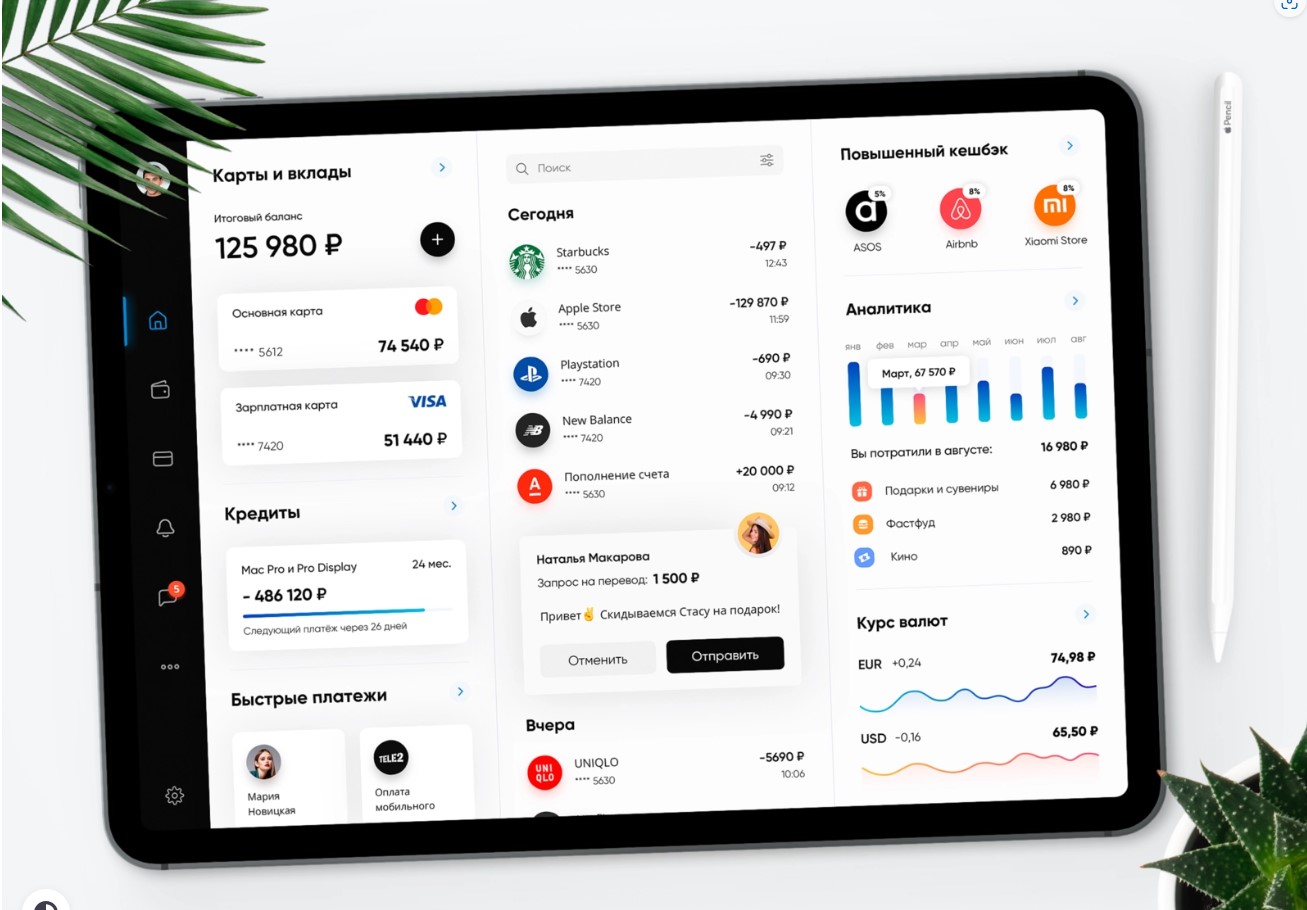 Карты и вклады
Итоговый баланс
125 980 ₽
Основная карта
•••• 5612
74 540 ₽
Зарплатная карта
VISA
•••• 7420
51 440 ₽
Кредиты
Mac Pro и Pro Display
24 мес.
- 486 120 ₽
Следующий платёж через 26 дней
5
Быстрые платежи
Мария
Новицкая
TELE2
Оплата
мобильного
Поиск
Сегодня
Starbucks
-497 ₽
•••• 5630
12:43
Apple Store
-129 870 ₽
•••• 5630
11:59
Playstation
-690 ₽
•••• 7420
09:30
New Balance
-4 990 ₽
•••• 7420
09:21
Пополнение счета
+20 000 ₽
•••• 5630
09:12
Наталья Макарова
Запрос на перевод: 1 500 ₽
Привет✌️ Скидываемся Стасу на подарок!
Отменить
Отправить
Вчера
UNI
QLO
UNIQLO
-5690 ₽
•••• 5630
10:06
Повышенный кешбэк
5%
8%
8%
ASOS
Airbnb
Xiaomi Store
Аналитика
янв фев мар апр май июн июл авг
Март, 67 570 ₽
Вы потратили в августе:
16 980 ₽
Подарки и сувениры
6 980 ₽
Фастфуд
2 980 ₽
Кино
890 ₽
Курс валют
EUR +0,24
74,98 ₽
USD -0,16
65,50 ₽
Pencil